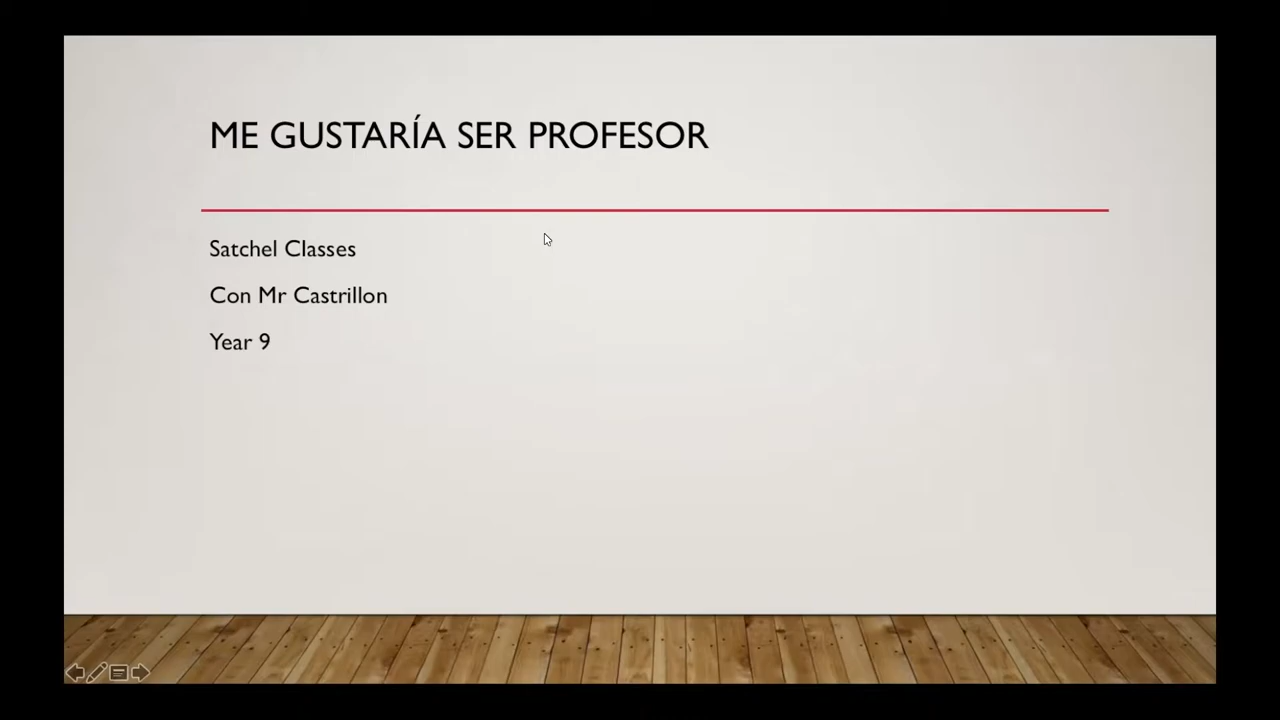 ME GUSTARÍA SER PROFESOR
Satchel Classes
Con Mr Castrillon
Year 9